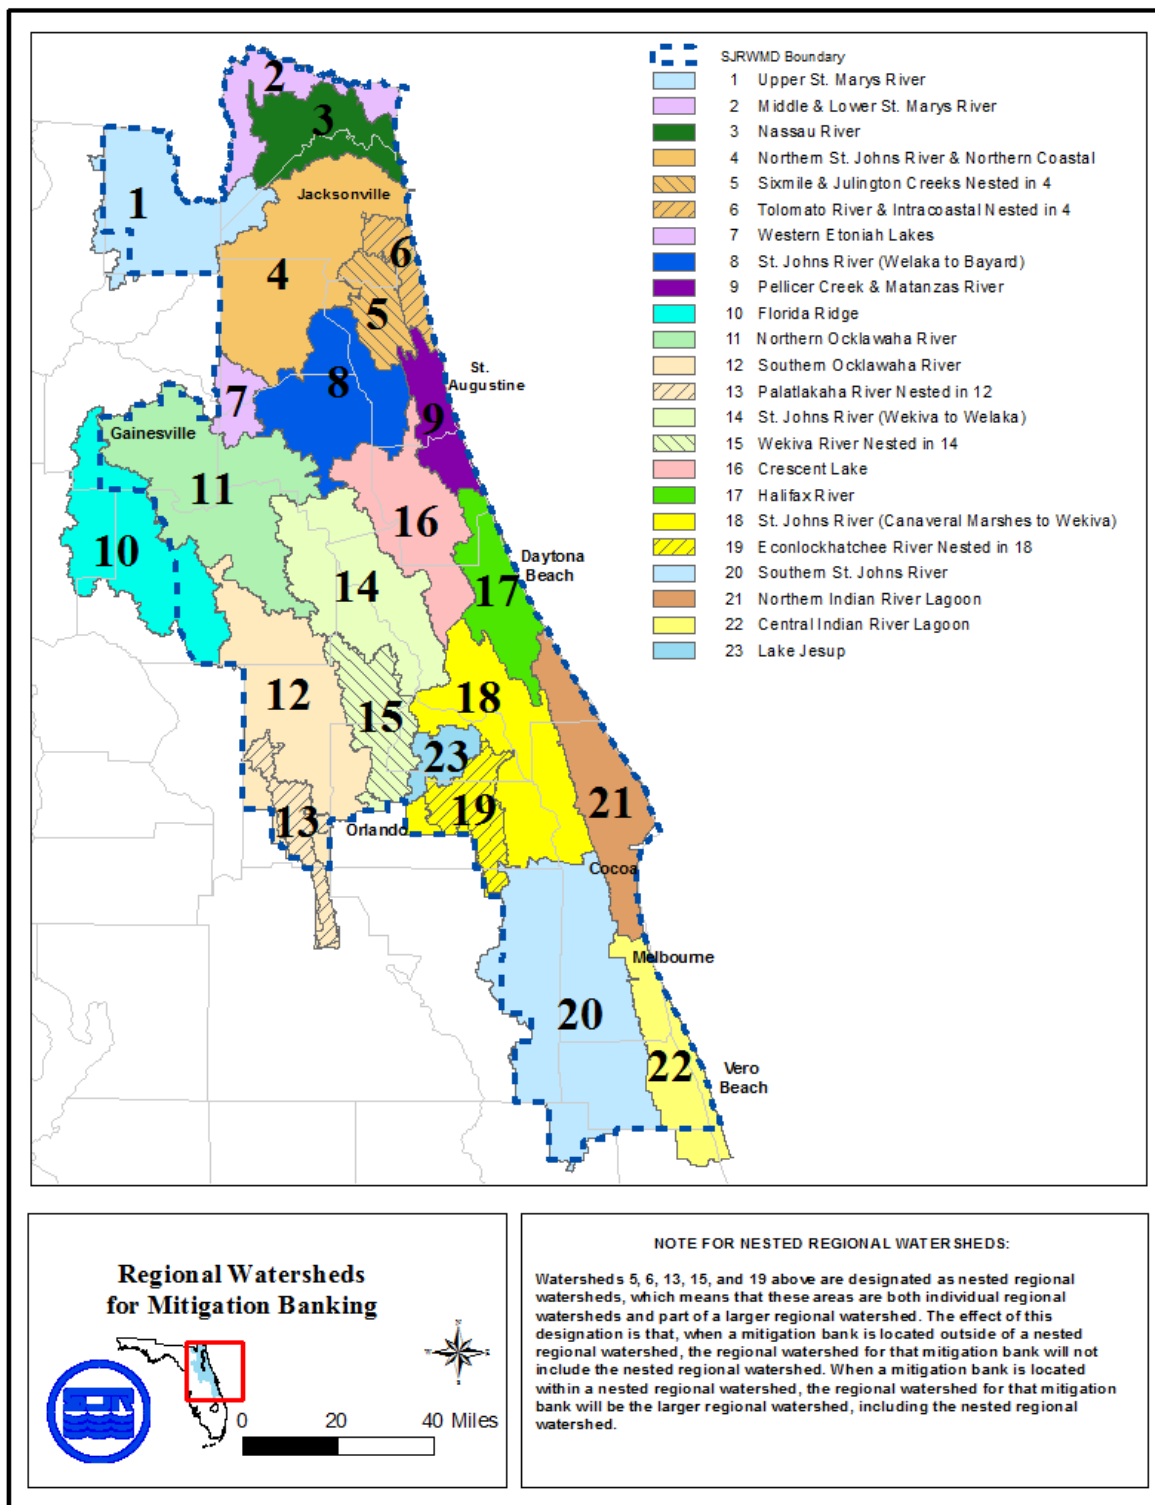 SJRWMD Boundary
1 Upper St. Marys River
2 Middle & Lower St. Marys River
3 Nassau River
4 Northern St. Johns River & Northern Coastal
5 Sixmile & Julington Creeks Nested in 4
6 Tolomato River & Intracoastal Nested in 4
7 Western Etoniah Lakes
8 St. Johns River (Welaka to Bayard)
9 Pellicer Creek & Matanzas River
10 Florida Ridge
11 Northern Ocklawaha River
12 Southern Ocklawaha River
13 Palatlakaha River Nested in 12
14 St. Johns River (Wekiva to Welaka)
15 Wekiva River Nested in 14
16 Crescent Lake
17 Halifax River
18 St. Johns River (Canaveral Marshes to Wekiva)
19 Econlockhatchee River Nested in 18
20 Southern St. Johns River
21 Northern Indian River Lagoon
22 Central Indian River Lagoon
23 Lake Jesup
2
3
1
Jacksonville
6
4
5
St.
Augustine
8
7
9
Gainesville
11
16
10
Daytona
Beach
14
17
12
18
15
23
21
19
13
Orlando
Cocoa
Melbourne
20
22
Vero
Beach
Regional Watersheds
for Mitigation Banking
0 20 40 Miles
NOTE FOR NESTED REGIONAL WATERSHEDS:
Watersheds 5, 6, 13, 15, and 19 above are designated as nested regional
watersheds, which means that these areas are both individual regional
watersheds and part of a larger regional watershed. The effect of this
designation is that, when a mitigation bank is located outside of a nested
regional watershed, the regional watershed for that mitigation bank will not
include the nested regional watershed. When a mitigation bank is located
within a nested regional watershed, the regional watershed for that mitigation
bank will be the larger regional watershed, including the nested regional
watershed.